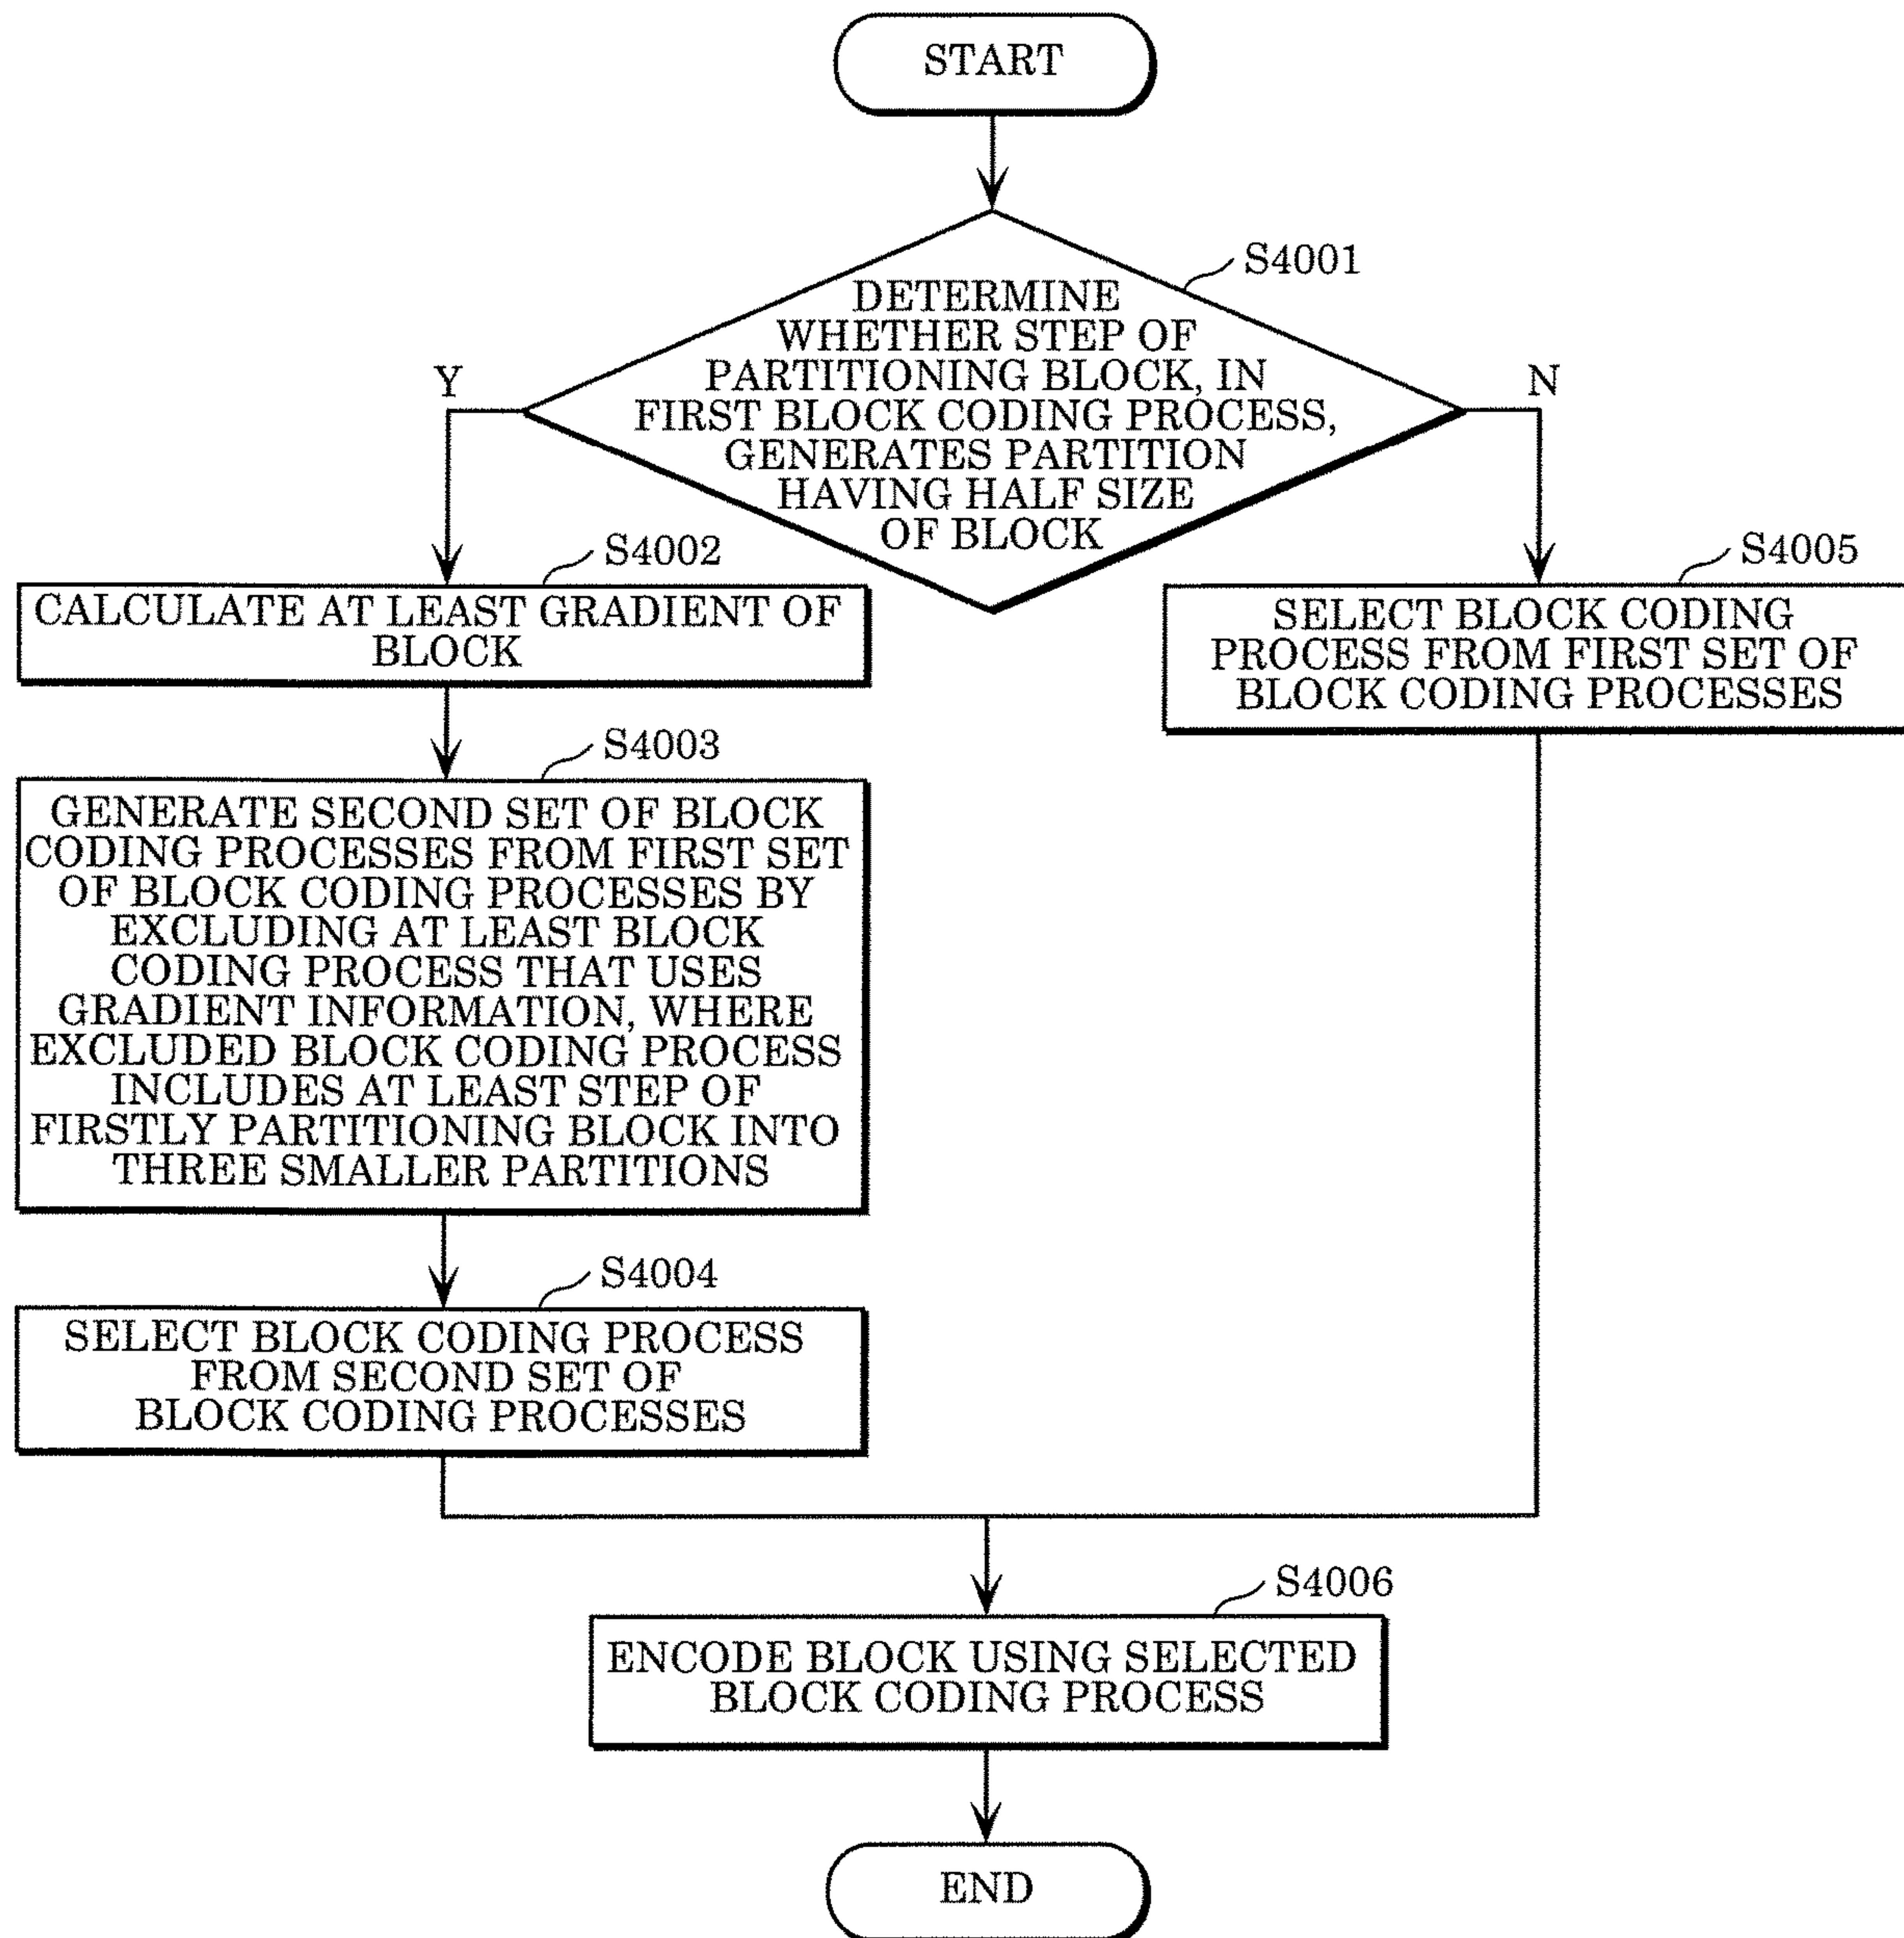 START
S4001
DETERMINE
WHETHER STEP OF
PARTITIONING BLOCK, IN
FIRST BLOCK CODING PROCESS,
GENERATES PARTITION
HAVING HALF SIZE
OF BLOCK
Y
N
S4002
CALCULATE AT LEAST GRADIENT OF
BLOCK
S4005
SELECT BLOCK CODING
PROCESS FROM FIRST SET OF
BLOCK CODING PROCESSES
S4003
GENERATE SECOND SET OF BLOCK
CODING PROCESSES FROM FIRST SET
OF BLOCK CODING PROCESSES BY
EXCLUDING AT LEAST BLOCK
CODING PROCESS THAT USES
GRADIENT INFORMATION, WHERE
EXCLUDED BLOCK CODING PROCESS
INCLUDES AT LEAST STEP OF
FIRSTLY PARTITIONING BLOCK INTO
THREE SMALLER PARTITIONS
S4004
SELECT BLOCK CODING PROCESS
FROM SECOND SET OF
BLOCK CODING PROCESSES
S4006
ENCODE BLOCK USING SELECTED
BLOCK CODING PROCESS
END